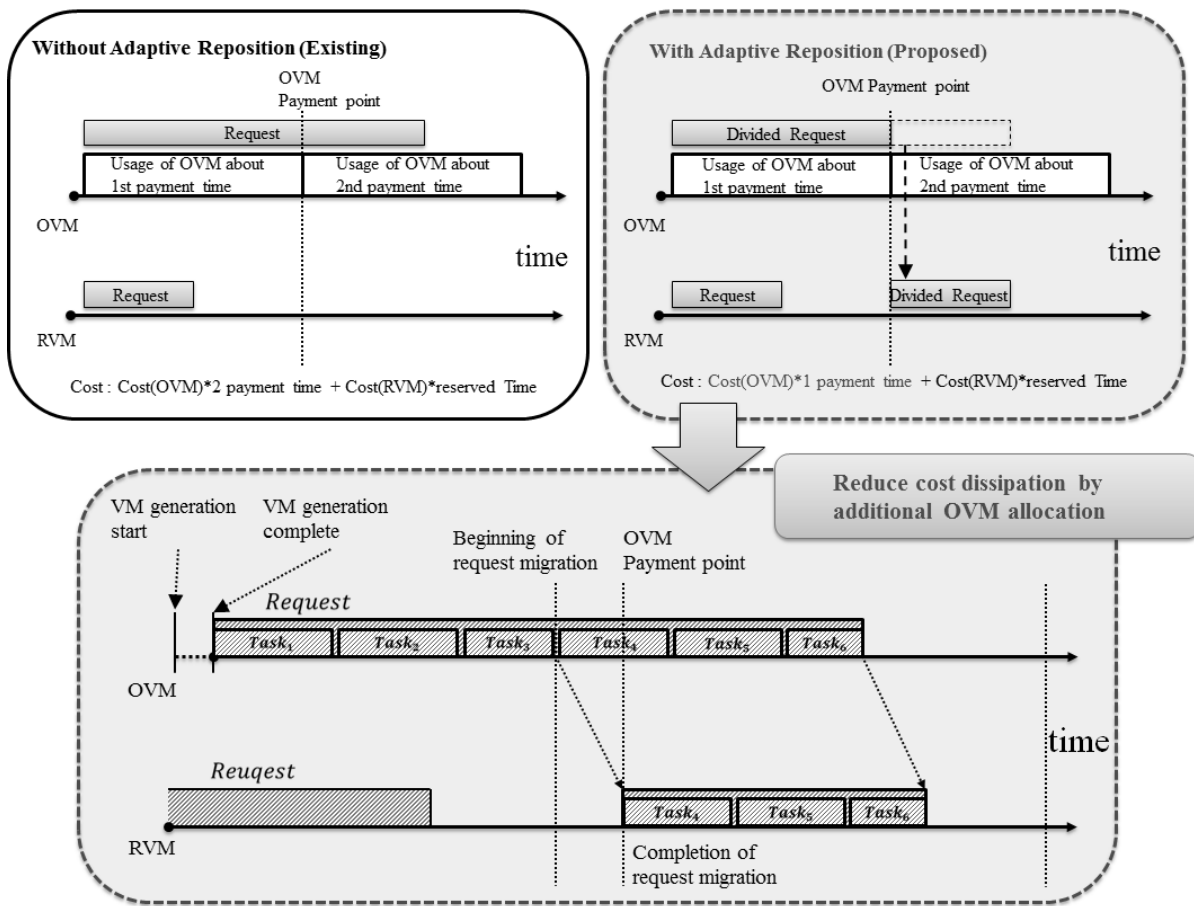 Without Adaptive Reposition (Existing)
OVM
Payment point
Request
Usage of OVM about
1st payment time
Usage of OVM about
2nd payment time
OVM
time
Request
RVM
Cost : Cost(OVM)*2 payment time + Cost(RVM)*reserved Time
With Adaptive Reposition (Proposed)
OVM Payment point
Divided Request
Usage of OVM about
1st payment time
Usage of OVM about
2nd payment time
OVM
time
Request
Divided Request
RVM
Cost : Cost(OVM)*1 payment time + Cost(RVM)*reserved Time
Reduce cost dissipation by
additional OVM allocation
VM generation
start
VM generation
complete
Beginning of
request migration
OVM
Payment point
Request
Task₁
Task₂
Task₃
Task₄
Task₅
Task₆
OVM
time
Reuqest
Task₄
Task₅
Task₆
RVM
Completion of
request migration